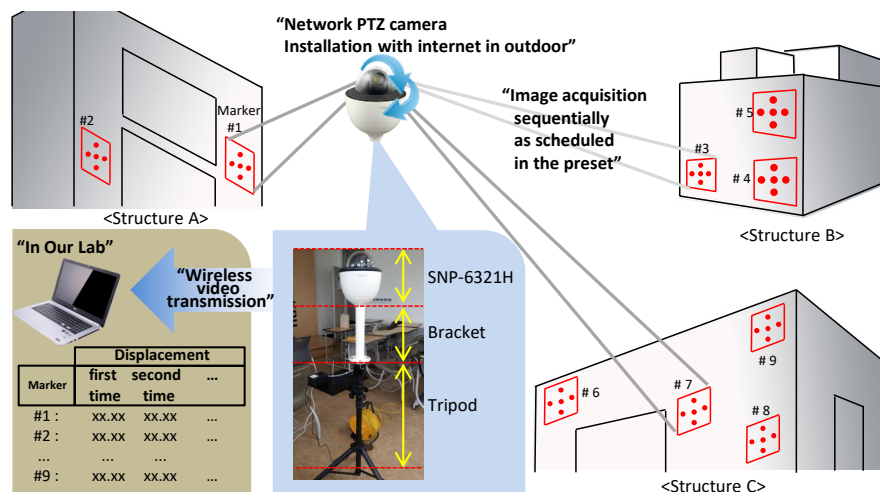 “Network PTZ camera
Installation with internet in outdoor”
#2
Marker
#1
<Structure A>
“Image acquisition
sequentially
as scheduled
in the preset”
#3
# 5
# 4
<Structure B>
“In Our Lab”
“Wireless
video
transmission”
SNP-6321H
Bracket
Tripod
Displacement
Marker
first
time
second
time
...
#1 : xx.xx xx.xx ...
#2 : xx.xx xx.xx ...
... ... ...
#9 : xx.xx xx.xx ...
# 6
# 7
# 8
# 9
<Structure C>